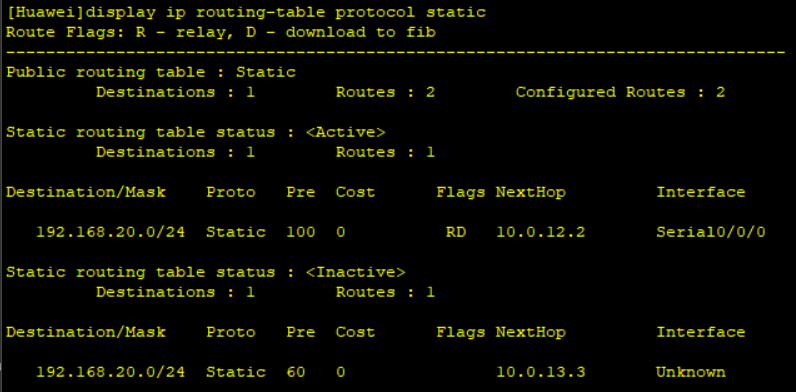 [Huawei]display ip routing-table protocol static
Route Flags: R - relay, D - download to fib
------------------------------------------------------------------------------
Public routing table : Static
         Destinations : 1        Routes : 2        Configured Routes : 2

Static routing table status : <Active>
         Destinations : 1        Routes : 1

Destination/Mask    Proto   Pre  Cost      Flags NextHop         Interface

   192.168.20.0/24  Static  100  0          RD   10.0.12.2       Serial0/0/0

Static routing table status : <Inactive>
         Destinations : 1        Routes : 1

Destination/Mask    Proto   Pre  Cost      Flags NextHop         Interface

   192.168.20.0/24  Static  60   0               10.0.13.3       Unknown